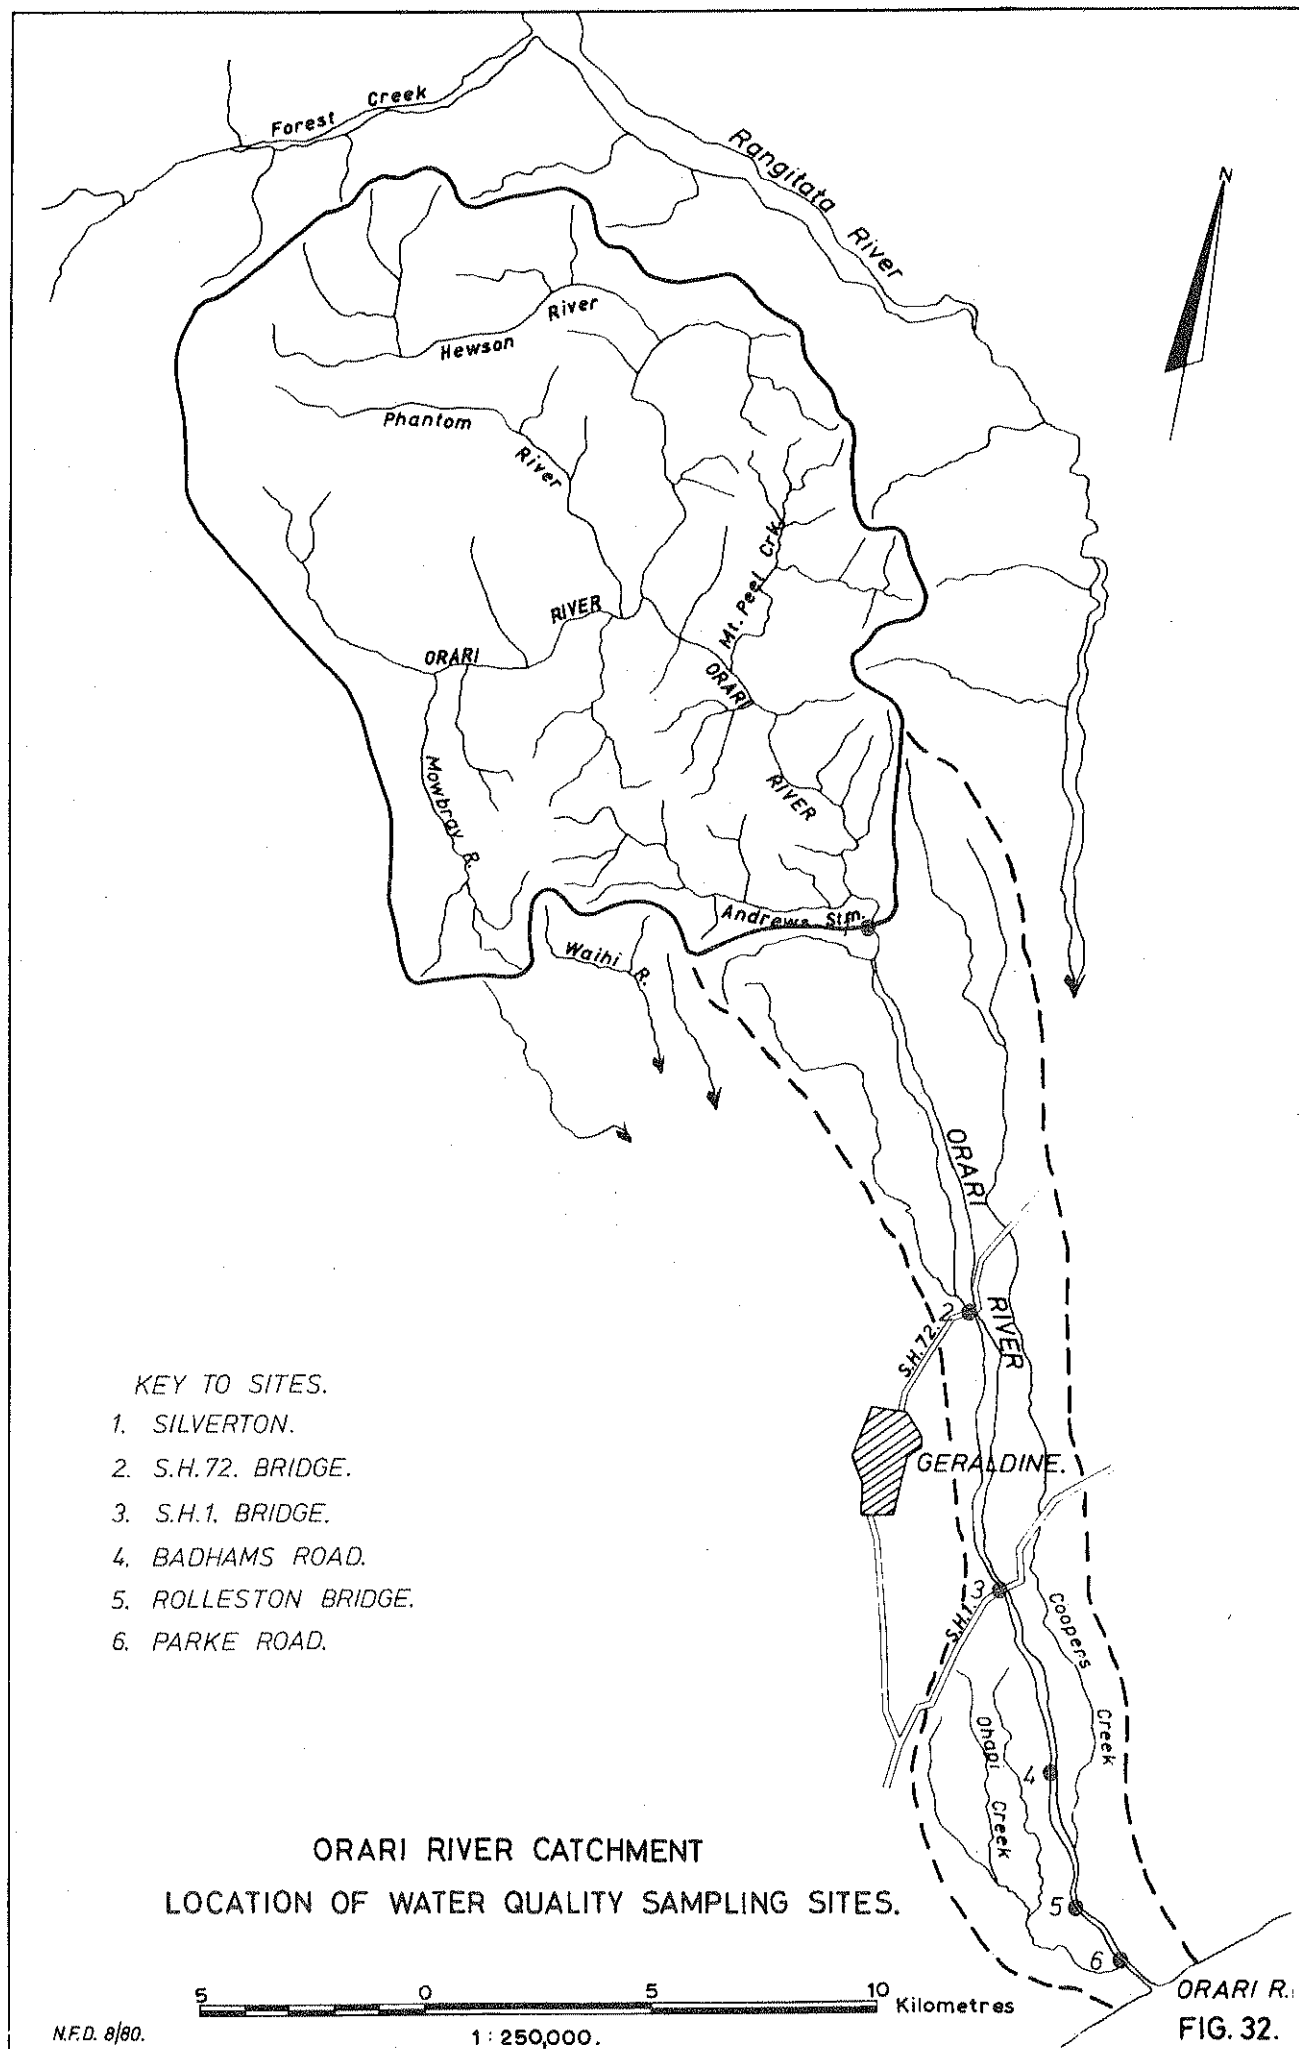 Forest Creek
Rangitata River
N
Hewson River
Phantom River
Mt. Peel Crk.
ORARI RIVER
ORARI RIVER
Mowbray R.
Andrews Stm.
Waihi R.
ORARI RIVER
2
S.H.72.
GERALDINE.
3
S.H.1.
Coopers Creek
Ohapi Creek
4
5
6
KEY TO SITES.
1. SILVERTON.
2. S.H.72. BRIDGE.
3. S.H.1. BRIDGE.
4. BADHAMS ROAD.
5. ROLLESTON BRIDGE.
6. PARKE ROAD.
ORARI RIVER CATCHMENT
LOCATION OF WATER QUALITY SAMPLING SITES.
5 0 5 10 Kilometres
1 : 250,000.
N.F.D. 8/80.
ORARI R.
FIG. 32.